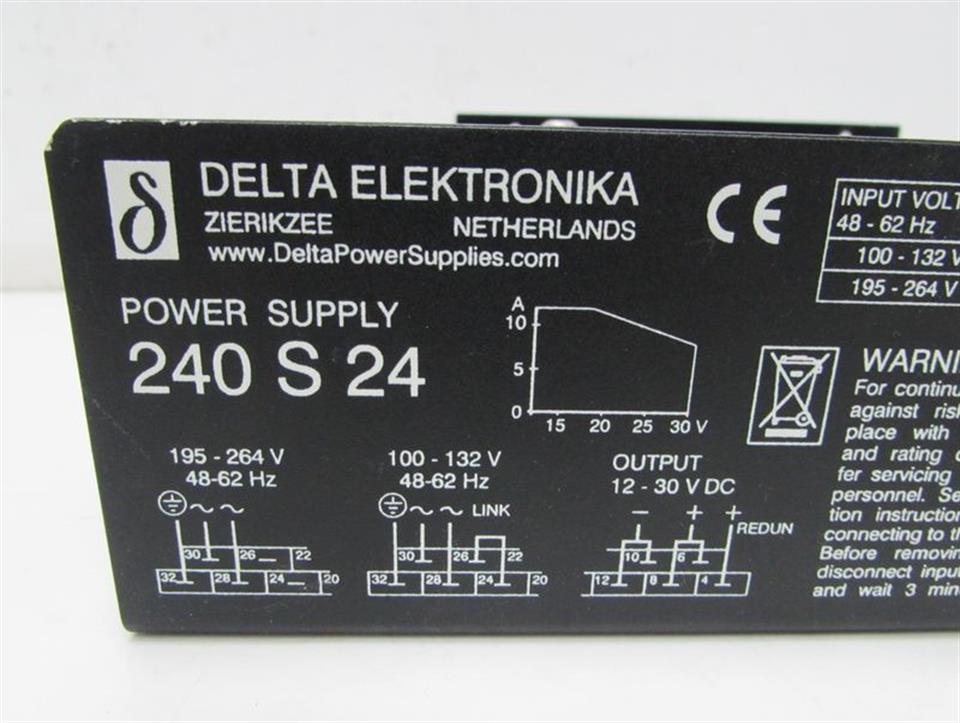 δ DELTA ELEKTRONIKA
ZIERIKZEE NETHERLANDS
www.DeltaPowerSupplies.com
CE
INPUT VOLT
48 - 62 Hz
100 - 132 V
195 - 264 V
POWER SUPPLY
240 S 24
A
10
5
0
15 20 25 30 V
WARNI
For continu
against risk
place with
and rating
fer servicing
personnel. Se
tion instruction
connecting to th
Before removin
disconnect input
and wait 3 min
195 - 264 V
48-62 Hz
30 26 22
32 28 24 20
100 - 132 V
48-62 Hz
LINK
30 26 22
32 28 24 20
OUTPUT
12 - 30 V DC
− + +
REDUN
10 6
12 8 4